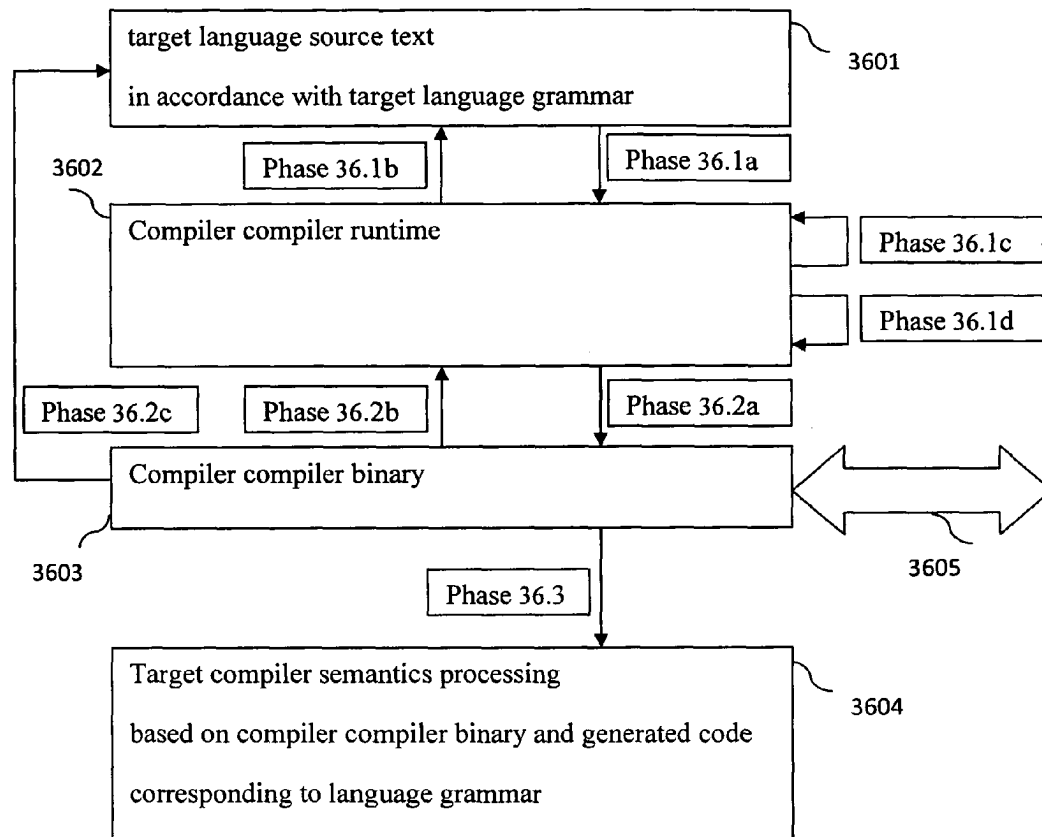 target language source text
in accordance with target language grammar
3601
Phase 36.1b
Phase 36.1a
3602
Compiler compiler runtime
Phase 36.1c
Phase 36.1d
Phase 36.2c
Phase 36.2b
Phase 36.2a
Compiler compiler binary
3603
3605
Phase 36.3
Target compiler semantics processing
based on compiler compiler binary and generated code
corresponding to language grammar
3604